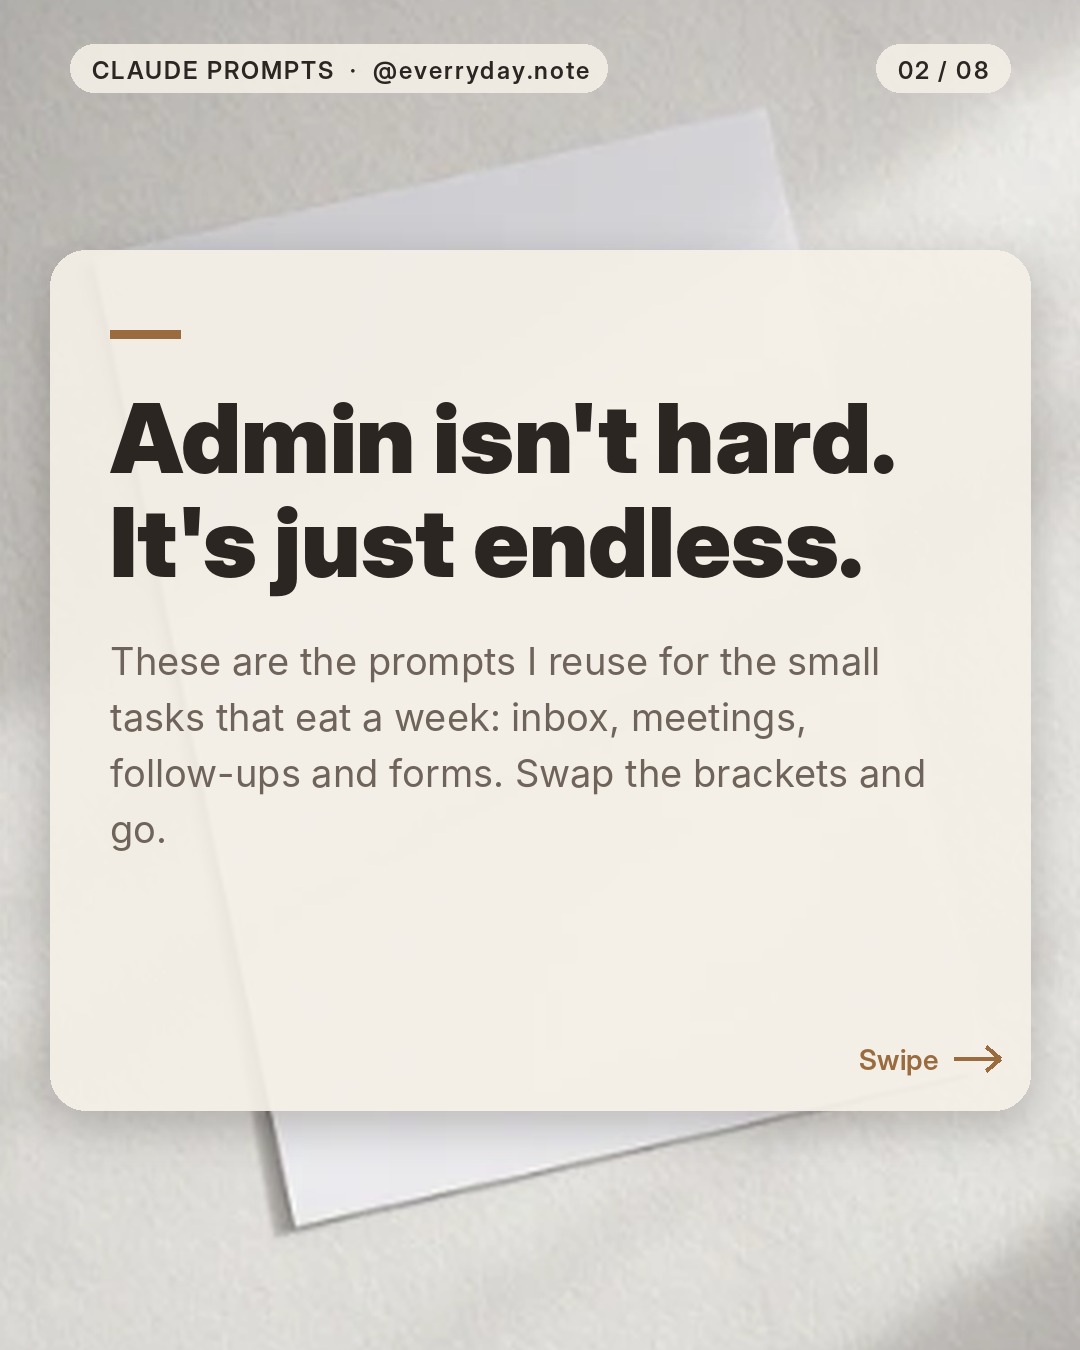 CLAUDE PROMPTS · @everryday.note
02 / 08
Admin isn't hard.
It's just endless.
These are the prompts I reuse for the small
tasks that eat a week: inbox, meetings,
follow-ups and forms. Swap the brackets and
go.
Swipe →